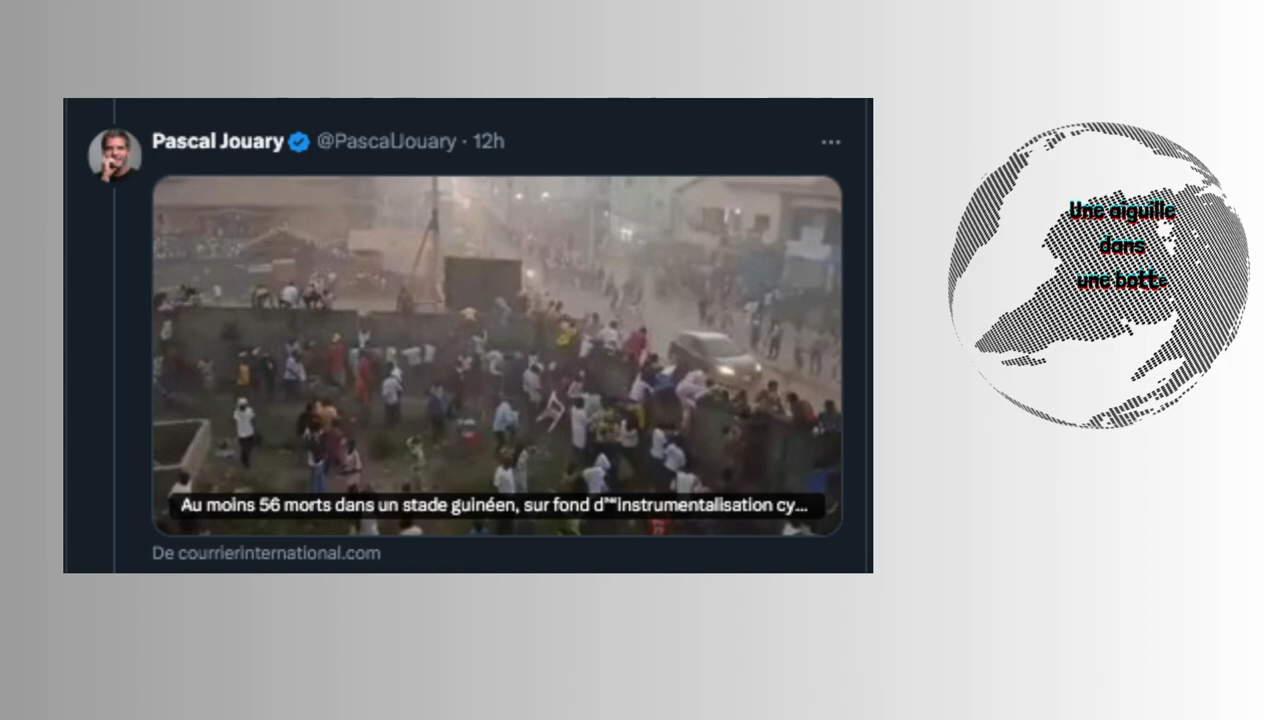 Pascal Jouary @PascalJouary · 12h
Au moins 56 morts dans un stade guinéen, sur fond d'“instrumentalisation cy...
De courrierinternational.com
Une aiguille
dans
une botte